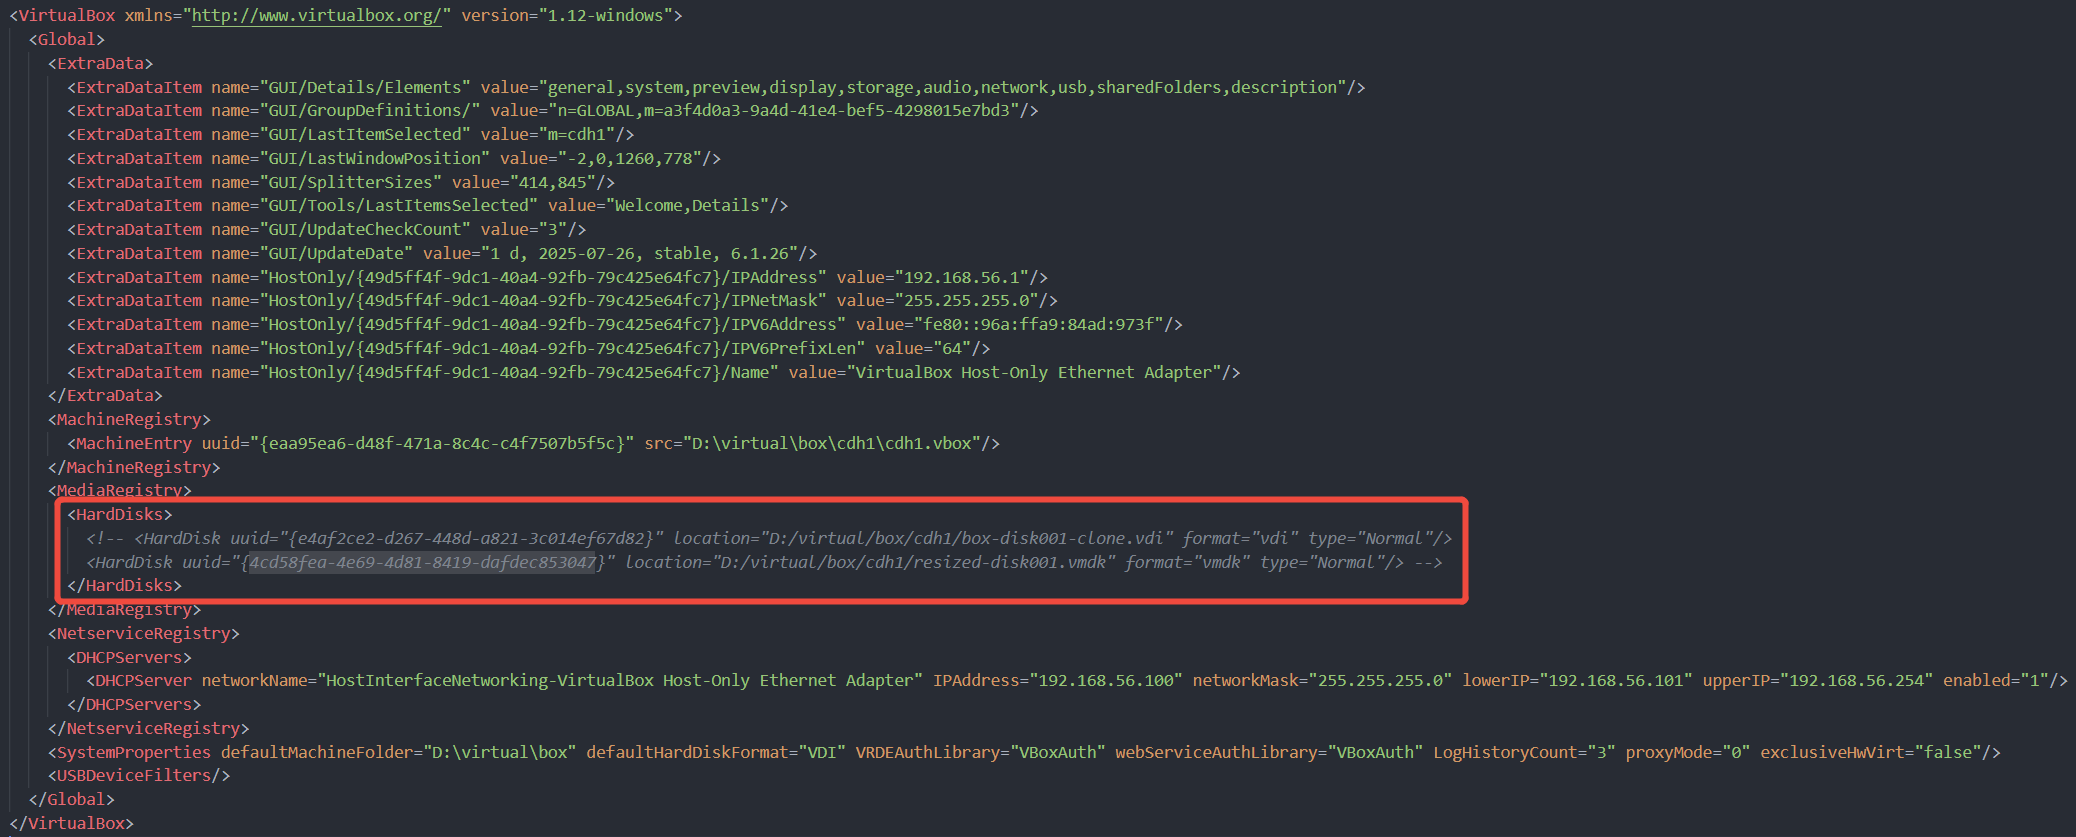 <VirtualBox xmlns="http://www.virtualbox.org/" version="1.12-windows">
<Global>
<ExtraData>
<ExtraDataItem name="GUI/Details/Elements" value="general,system,preview,display,storage,audio,network,usb,sharedFolders,description"/>
<ExtraDataItem name="GUI/GroupDefinitions/" value="n=GLOBAL,m=a3f4d0a3-9a4d-41e4-bef5-4298015e7bd3"/>
<ExtraDataItem name="GUI/LastItemSelected" value="m=cdh1"/>
<ExtraDataItem name="GUI/LastWindowPosition" value="-2,0,1260,778"/>
<ExtraDataItem name="GUI/SplitterSizes" value="414,845"/>
<ExtraDataItem name="GUI/Tools/LastItemsSelected" value="Welcome,Details"/>
<ExtraDataItem name="GUI/UpdateCheckCount" value="3"/>
<ExtraDataItem name="GUI/UpdateDate" value="1 d, 2025-07-26, stable, 6.1.26"/>
<ExtraDataItem name="HostOnly/{49d5ff4f-9dc1-40a4-92fb-79c425e64fc7}/IPAddress" value="192.168.56.1"/>
<ExtraDataItem name="HostOnly/{49d5ff4f-9dc1-40a4-92fb-79c425e64fc7}/IPNetMask" value="255.255.255.0"/>
<ExtraDataItem name="HostOnly/{49d5ff4f-9dc1-40a4-92fb-79c425e64fc7}/IPV6Address" value="fe80::96a:ffa9:84ad:973f"/>
<ExtraDataItem name="HostOnly/{49d5ff4f-9dc1-40a4-92fb-79c425e64fc7}/IPV6PrefixLen" value="64"/>
<ExtraDataItem name="HostOnly/{49d5ff4f-9dc1-40a4-92fb-79c425e64fc7}/Name" value="VirtualBox Host-Only Ethernet Adapter"/>
</ExtraData>
<MachineRegistry>
<MachineEntry uuid="{eaa95ea6-d48f-471a-8c4c-c4f7507b5f5c}" src="D:\virtual\box\cdh1\cdh1.vbox"/>
</MachineRegistry>
<MediaRegistry>
<HardDisks>
<!-- <HardDisk uuid="{e4af2ce2-d267-448d-a821-3c014ef67d82}" location="D:/virtual/box/cdh1/box-disk001-clone.vdi" format="vdi" type="Normal"/>
<HardDisk uuid="{4cd58fea-4e69-4d81-8419-dafdec853047}" location="D:/virtual/box/cdh1/resized-disk001.vmdk" format="vmdk" type="Normal"/> -->
</HardDisks>
</MediaRegistry>
<NetserviceRegistry>
<DHCPServers>
<DHCPServer networkName="HostInterfaceNetworking-VirtualBox Host-Only Ethernet Adapter" IPAddress="192.168.56.100" networkMask="255.255.255.0" lowerIP="192.168.56.101" upperIP="192.168.56.254" enabled="1"/>
</DHCPServers>
</NetserviceRegistry>
<SystemProperties defaultMachineFolder="D:\virtual\box" defaultHardDiskFormat="VDI" VRDEAuthLibrary="VBoxAuth" webServiceAuthLibrary="VBoxAuth" LogHistoryCount="3" proxyMode="0" exclusiveHwVirt="false"/>
<USBDeviceFilters/>
</Global>
</VirtualBox>